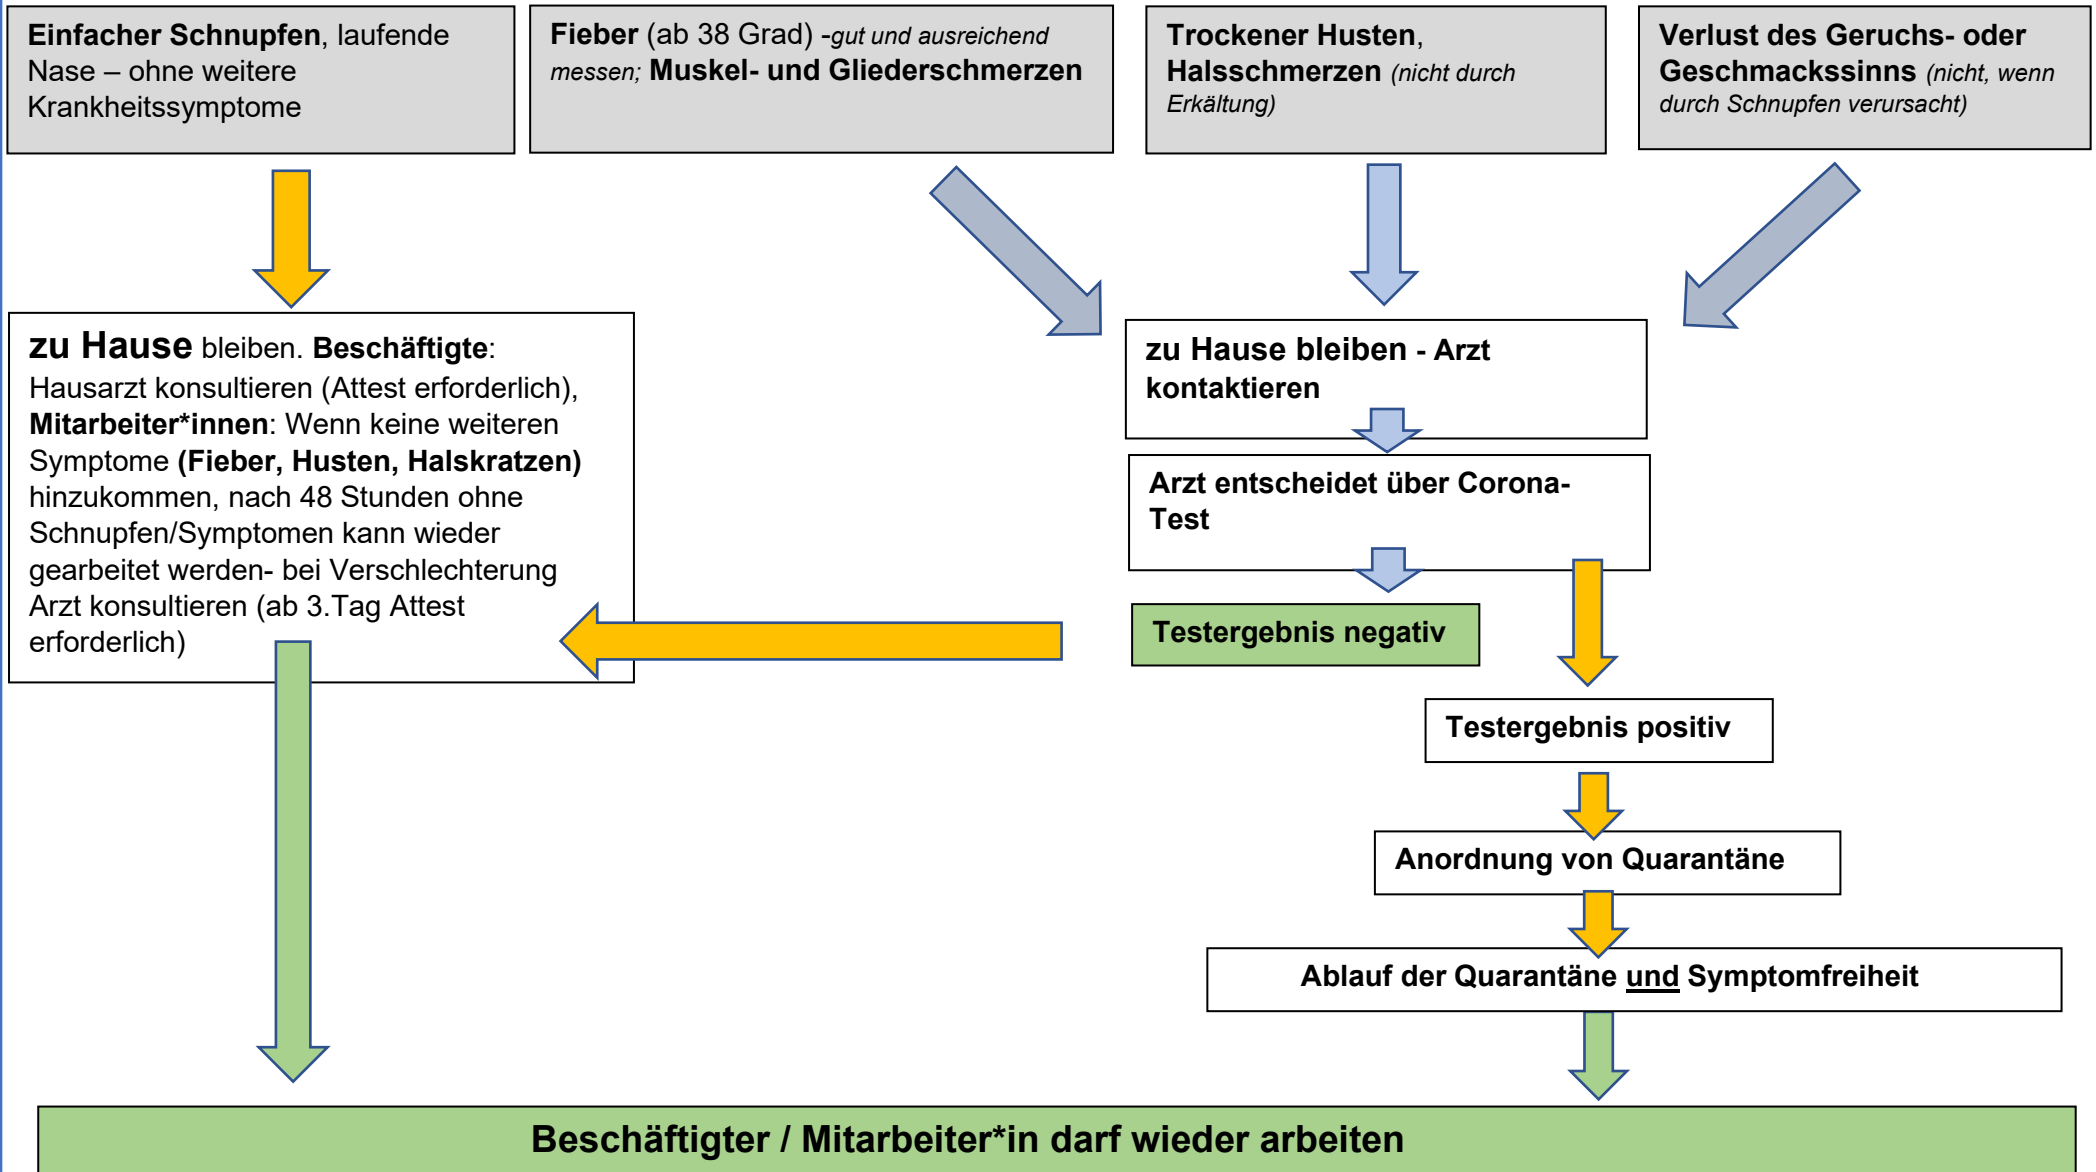 Einfacher Schnupfen, laufende
Nase – ohne weitere
Krankheitssymptome
Fieber (ab 38 Grad) -gut und ausreichend
messen; Muskel- und Gliederschmerzen
Trockener Husten,
Halsschmerzen (nicht durch
Erkältung)
Verlust des Geruchs- oder
Geschmackssinns (nicht, wenn
durch Schnupfen verursacht)
zu Hause bleiben. Beschäftigte:
Hausarzt konsultieren (Attest erforderlich),
Mitarbeiter*innen: Wenn keine weiteren
Symptome (Fieber, Husten, Halskratzen)
hinzukommen, nach 48 Stunden ohne
Schnupfen/Symptomen kann wieder
gearbeitet werden- bei Verschlechterung
Arzt konsultieren (ab 3.Tag Attest
erforderlich)
zu Hause bleiben - Arzt
kontaktieren
Arzt entscheidet über Corona-
Test
Testergebnis negativ
Testergebnis positiv
Anordnung von Quarantäne
Ablauf der Quarantäne und Symptomfreiheit
Beschäftigter / Mitarbeiter*in darf wieder arbeiten